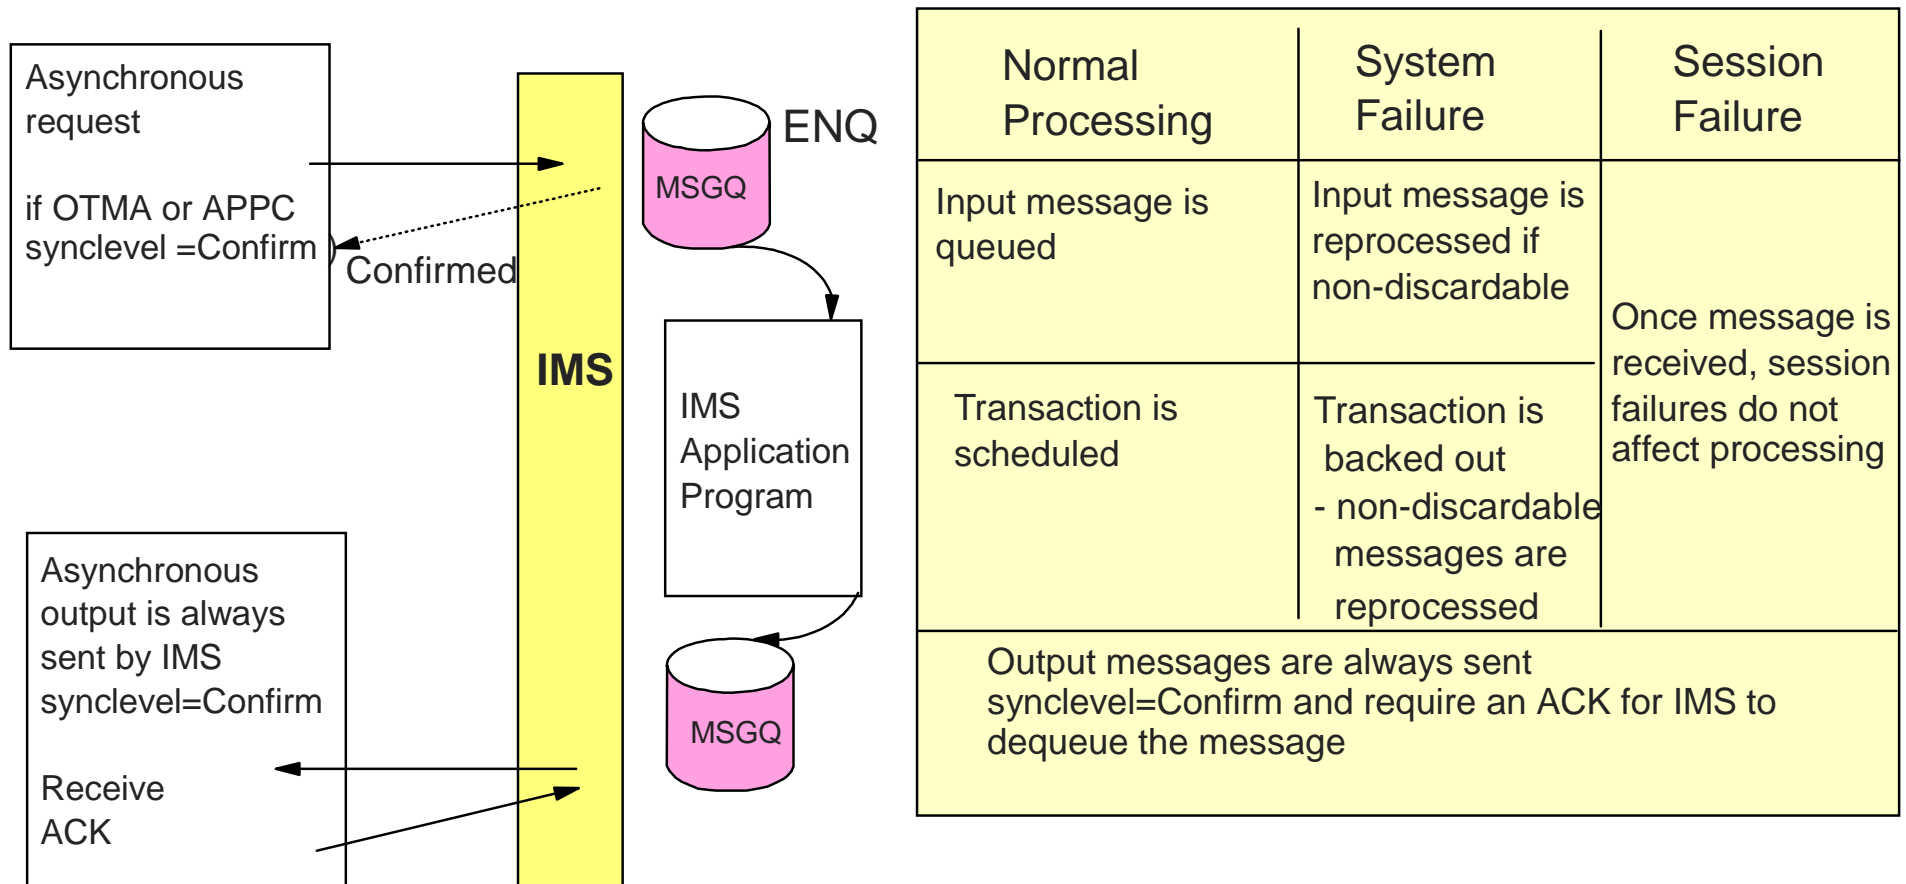 Asynchronous
request
if OTMA or APPC
synclevel =Confirm )
Confirmed
IMS
ENQ
MSGQ
IMS
Application
Program
MSGQ
Asynchronous
output is always
sent by IMS
synclevel=Confirm
Receive
ACK
Normal
Processing
System
Failure
Session
Failure
Input message is
queued
Input message is
reprocessed if
non-discardable
Once message is
received, session
failures do not
affect processing
Transaction is
scheduled
Transaction is
backed out
- non-discardable
messages are
reprocessed
Output messages are always sent
synclevel=Confirm and require an ACK for IMS to
dequeue the message